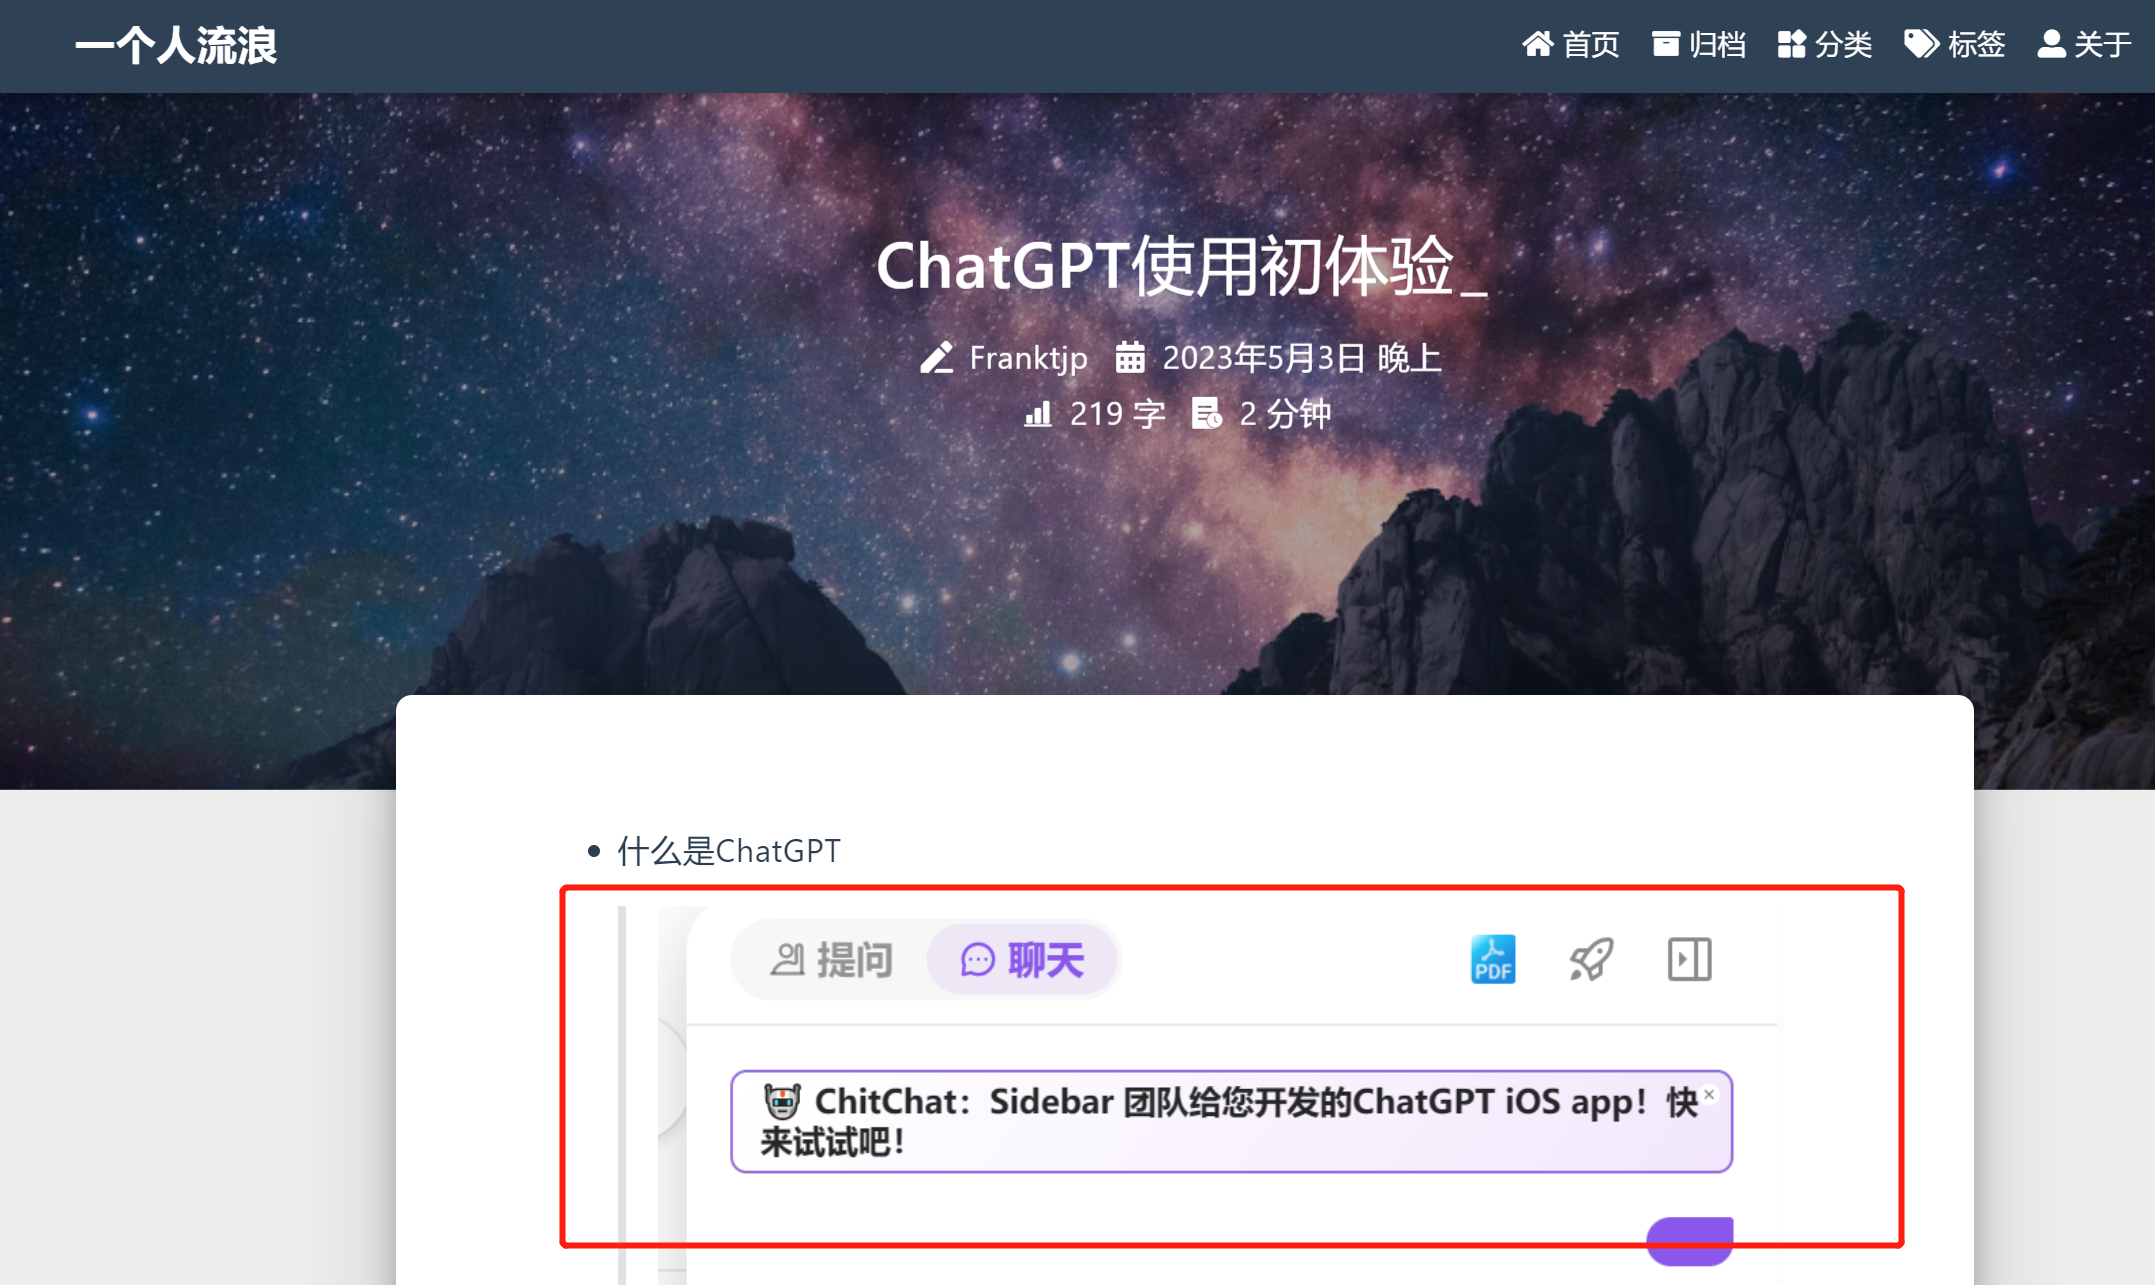 一个人流浪
首页 归档 分类 标签 关于
ChatGPT使用初体验_
Franktjp 2023年5月3日 晚上
219 字 2 分钟
什么是ChatGPT
提问 聊天 PDF
ChitChat：Sidebar 团队给您开发的ChatGPT iOS app！快
来试试吧！